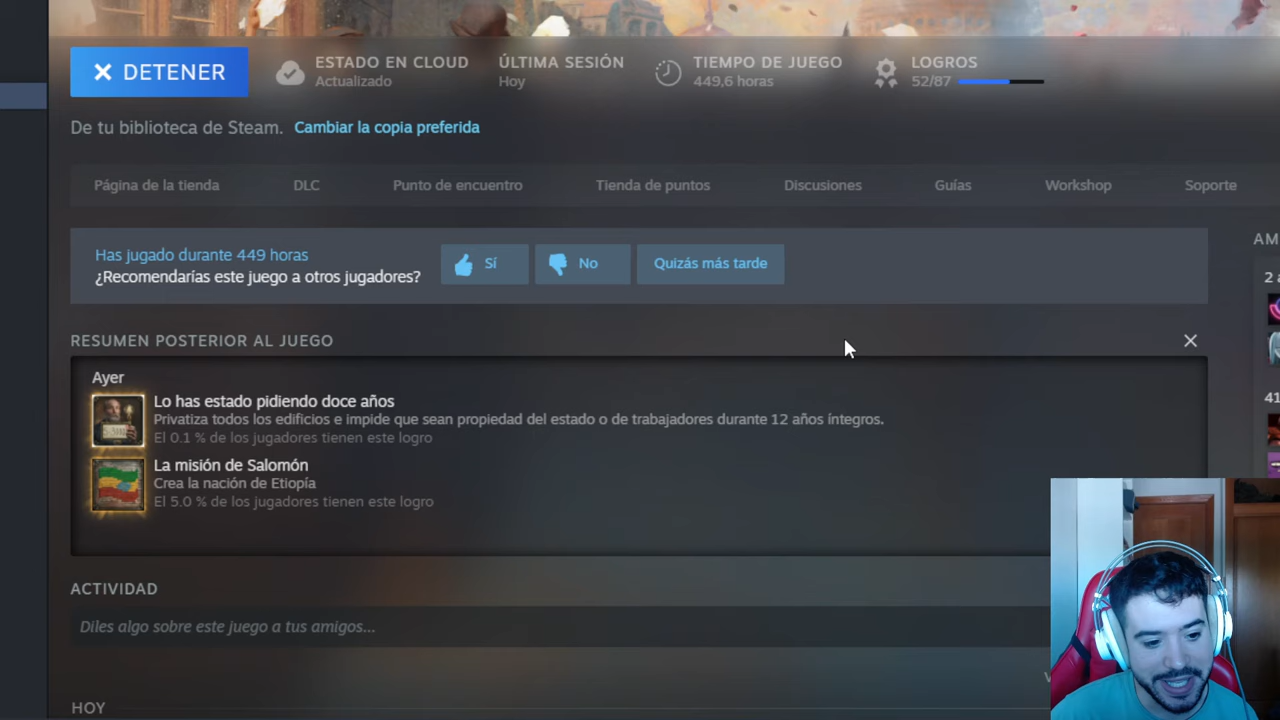 DETENER
ESTADO EN CLOUD
Actualizado
ÚLTIMA SESIÓN
Hoy
TIEMPO DE JUEGO
449,6 horas
LOGROS
52/87
De tu biblioteca de Steam. Cambiar la copia preferida
Página de la tienda DLC Punto de encuentro Tienda de puntos Discusiones Guías Workshop Soporte
Has jugado durante 449 horas
¿Recomendarías este juego a otros jugadores?
Sí
No
Quizás más tarde
AM
2
41
RESUMEN POSTERIOR AL JUEGO
Ayer
Lo has estado pidiendo doce años
Privatiza todos los edificios e impide que sean propiedad del estado o de trabajadores durante 12 años íntegros.
El 0.1 % de los jugadores tienen este logro
La misión de Salomón
Crea la nación de Etiopía
El 5.0 % de los jugadores tienen este logro
ACTIVIDAD
Diles algo sobre este juego a tus amigos...
HOY